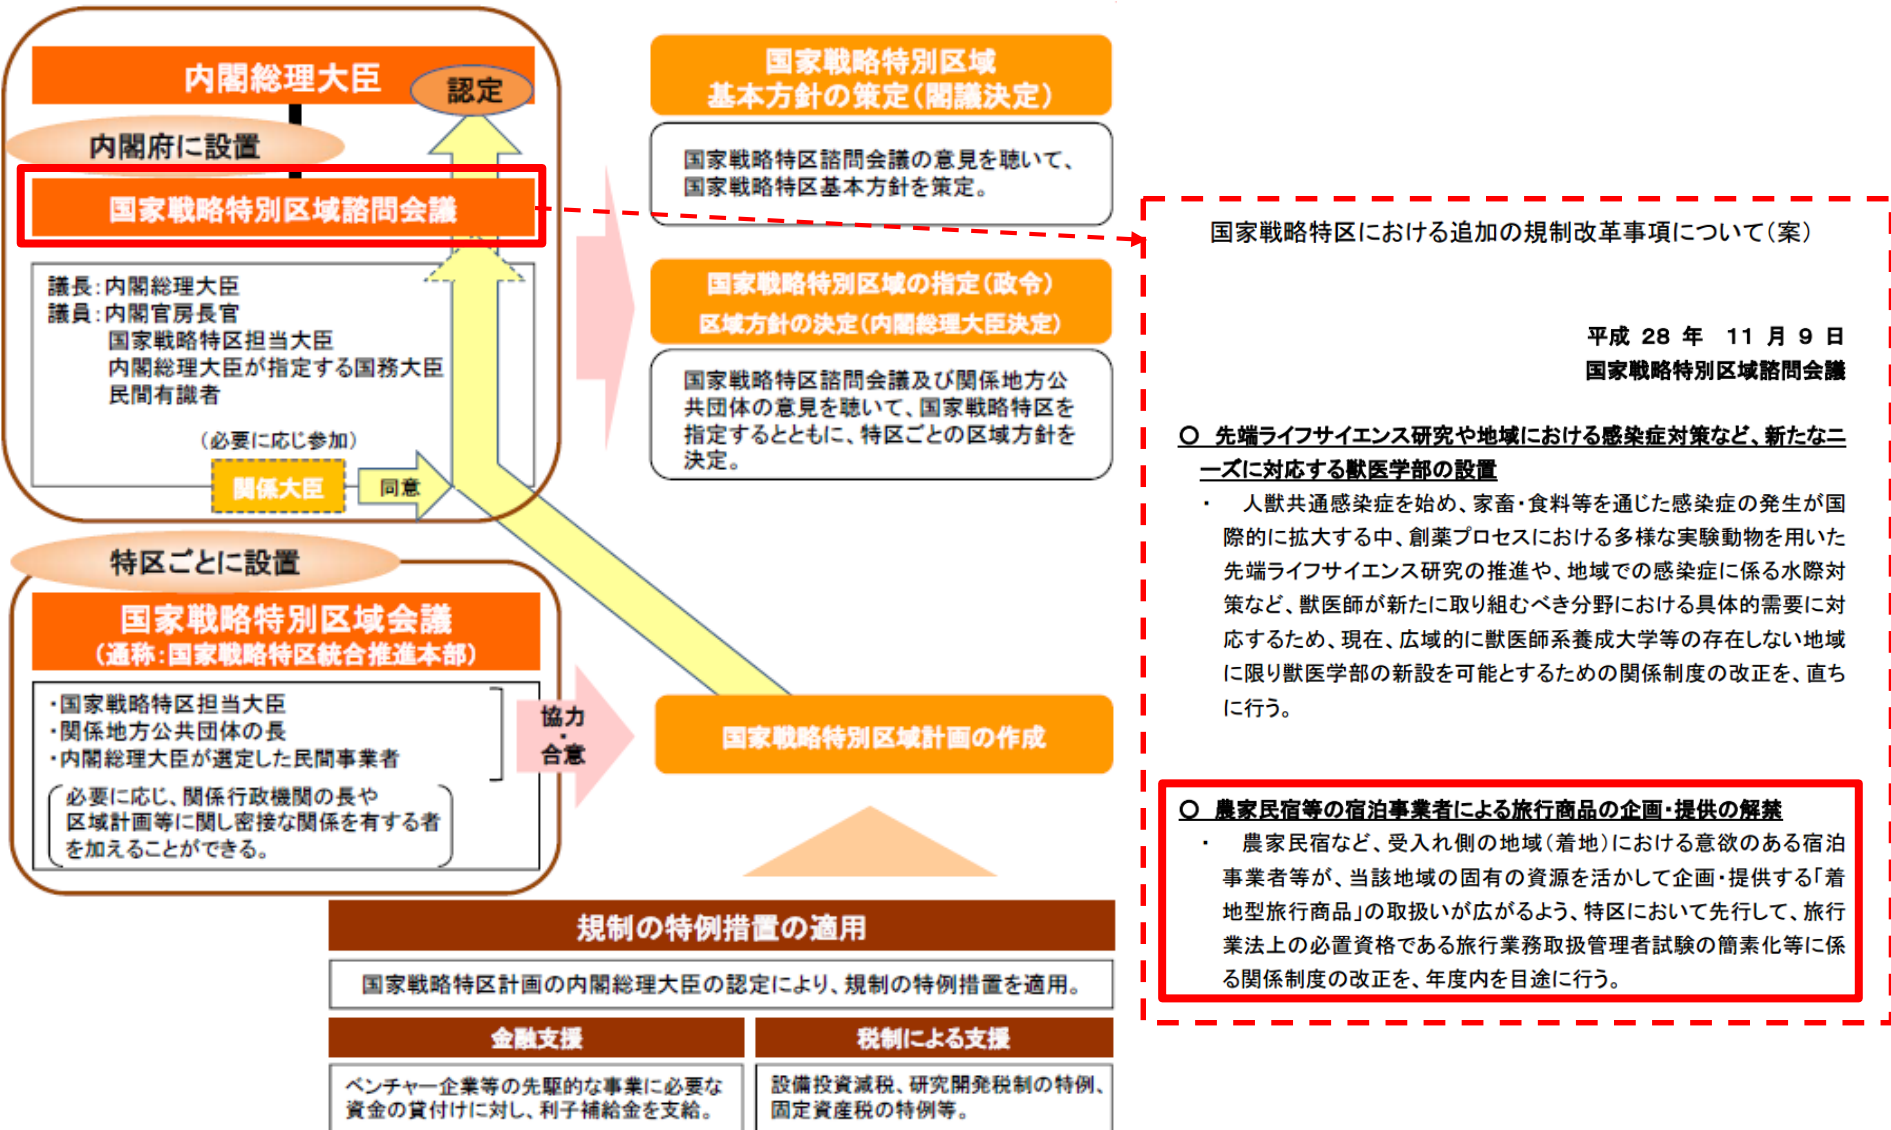 内閣総理大臣
認定
内閣府に設置
国家戦略特別区域諮問会議
議長：内閣総理大臣
議員：内閣官房長官
国家戦略特区担当大臣
内閣総理大臣が指定する国務大臣
民間有識者
（必要に応じ参加）
関係大臣
同意
特区ごとに設置
国家戦略特別区域会議
（通称：国家戦略特区統合推進本部）
・国家戦略特区担当大臣
・関係地方公共団体の長
・内閣総理大臣が選定した民間事業者
必要に応じ、関係行政機関の長や
区域計画等に関し密接な関係を有する者
を加えることができる。
協力
・
合意
国家戦略特別区域
基本方針の策定（閣議決定）
国家戦略特区諮問会議の意見を聴いて、
国家戦略特区基本方針を策定。
国家戦略特別区域の指定（政令）
区域方針の決定（内閣総理大臣決定）
国家戦略特区諮問会議及び関係地方公
共団体の意見を聴いて、国家戦略特区を
指定するとともに、特区ごとの区域方針を
決定。
国家戦略特別区域計画の作成
規制の特例措置の適用
国家戦略特区計画の内閣総理大臣の認定により、規制の特例措置を適用。
金融支援
ベンチャー企業等の先駆的な事業に必要な
資金の貸付けに対し、利子補給金を支給。
税制による支援
設備投資減税、研究開発税制の特例、
固定資産税の特例等。
国家戦略特区における追加の規制改革事項について（案）
平成 28 年 11 月 9 日
国家戦略特別区域諮問会議
〇 先端ライフサイエンス研究や地域における感染症対策など、新たなニ
ーズに対応する獣医学部の設置
・ 人獣共通感染症を始め、家畜・食料等を通じた感染症の発生が国
際的に拡大する中、創薬プロセスにおける多様な実験動物を用いた
先端ライフサイエンス研究の推進や、地域での感染症に係る水際対
策など、獣医師が新たに取り組むべき分野における具体的需要に対
応するため、現在、広域的に獣医師系養成大学等の存在しない地域
に限り獣医学部の新設を可能とするための関係制度の改正を、直ち
に行う。
〇 農家民宿等の宿泊事業者による旅行商品の企画・提供の解禁
・ 農家民宿など、受入れ側の地域（着地）における意欲のある宿泊
事業者等が、当該地域の固有の資源を活かして企画・提供する「着
地型旅行商品」の取扱いが広がるよう、特区において先行して、旅行
業法上の必置資格である旅行業務取扱管理者試験の簡素化等に係
る関係制度の改正を、年度内を目途に行う。